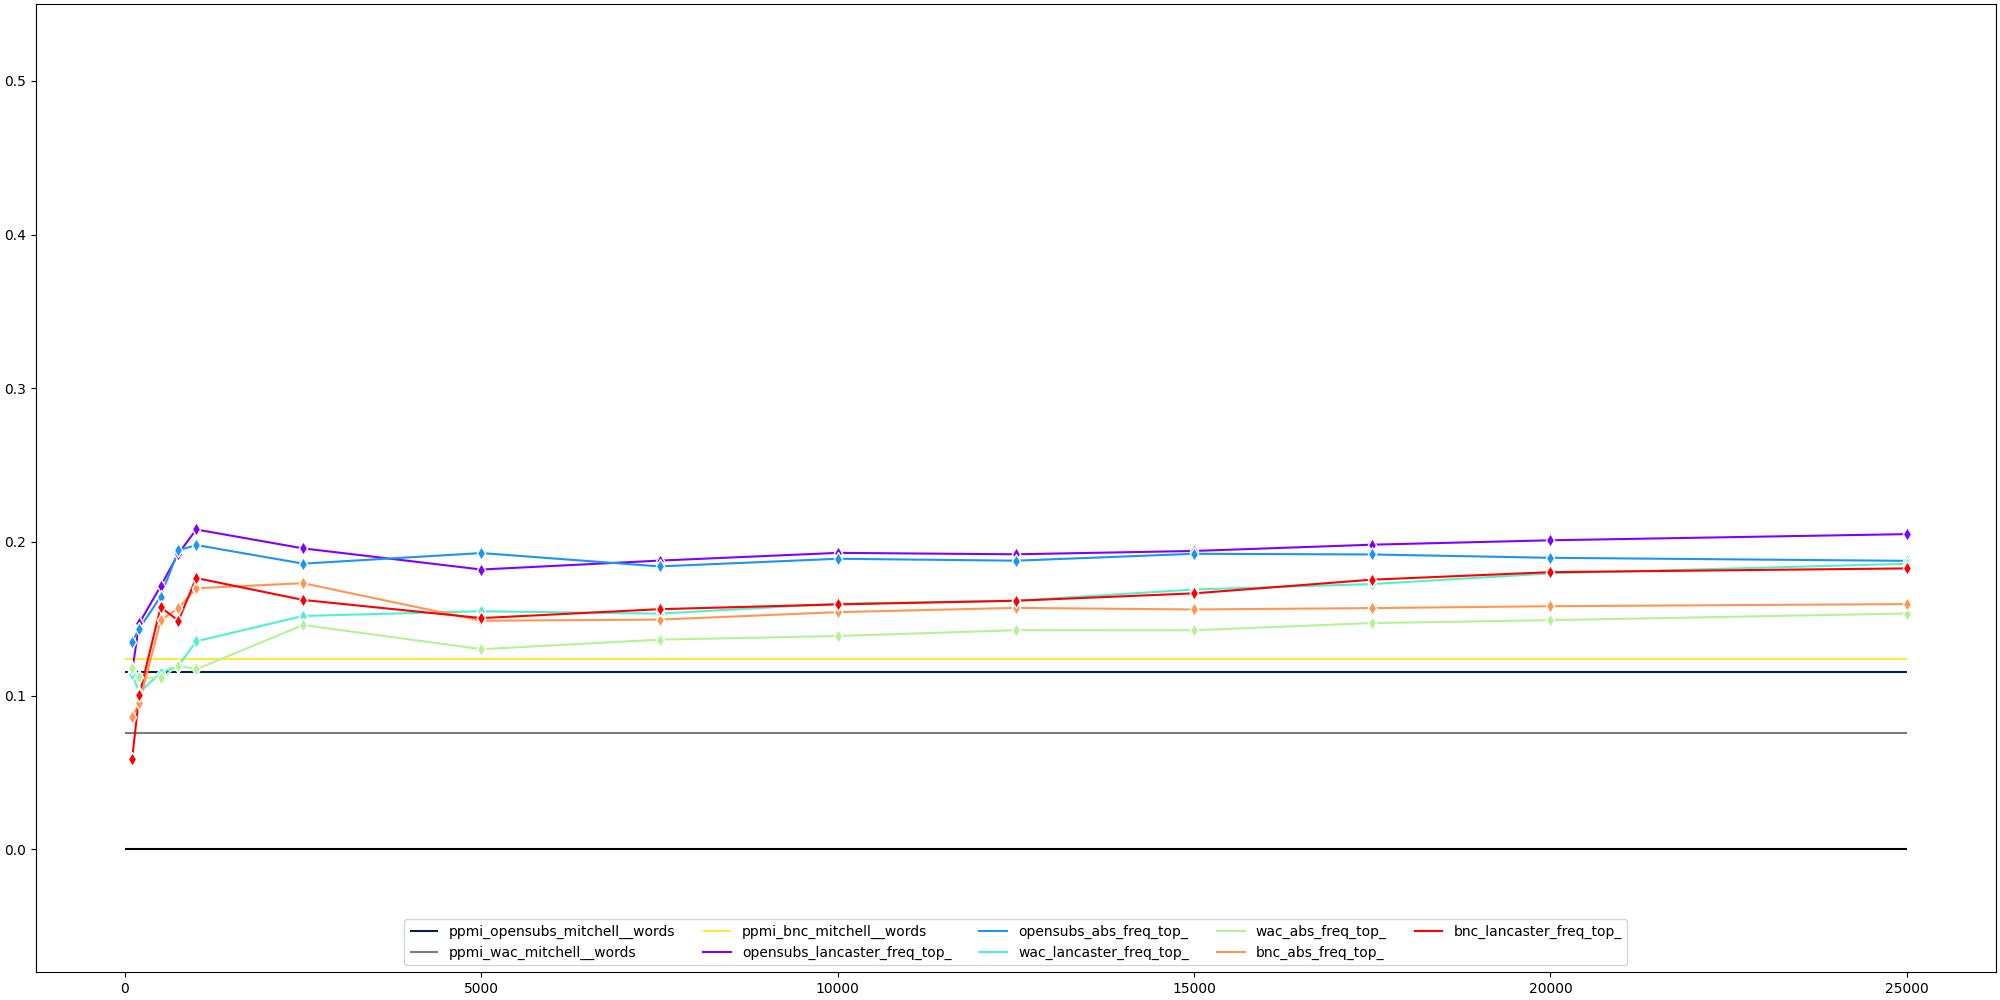 0.5
0.4
0.3
0.2
0.1
0.0
ppmi_opensubs_mitchell__words ppmi_bnc_mitchell__words opensubs_abs_freq_top_ wac_abs_freq_top_ bnc_lancaster_freq_top_
ppmi_wac_mitchell__words opensubs_lancaster_freq_top_ wac_lancaster_freq_top_ bnc_abs_freq_top_
0 5000 10000 15000 20000 25000